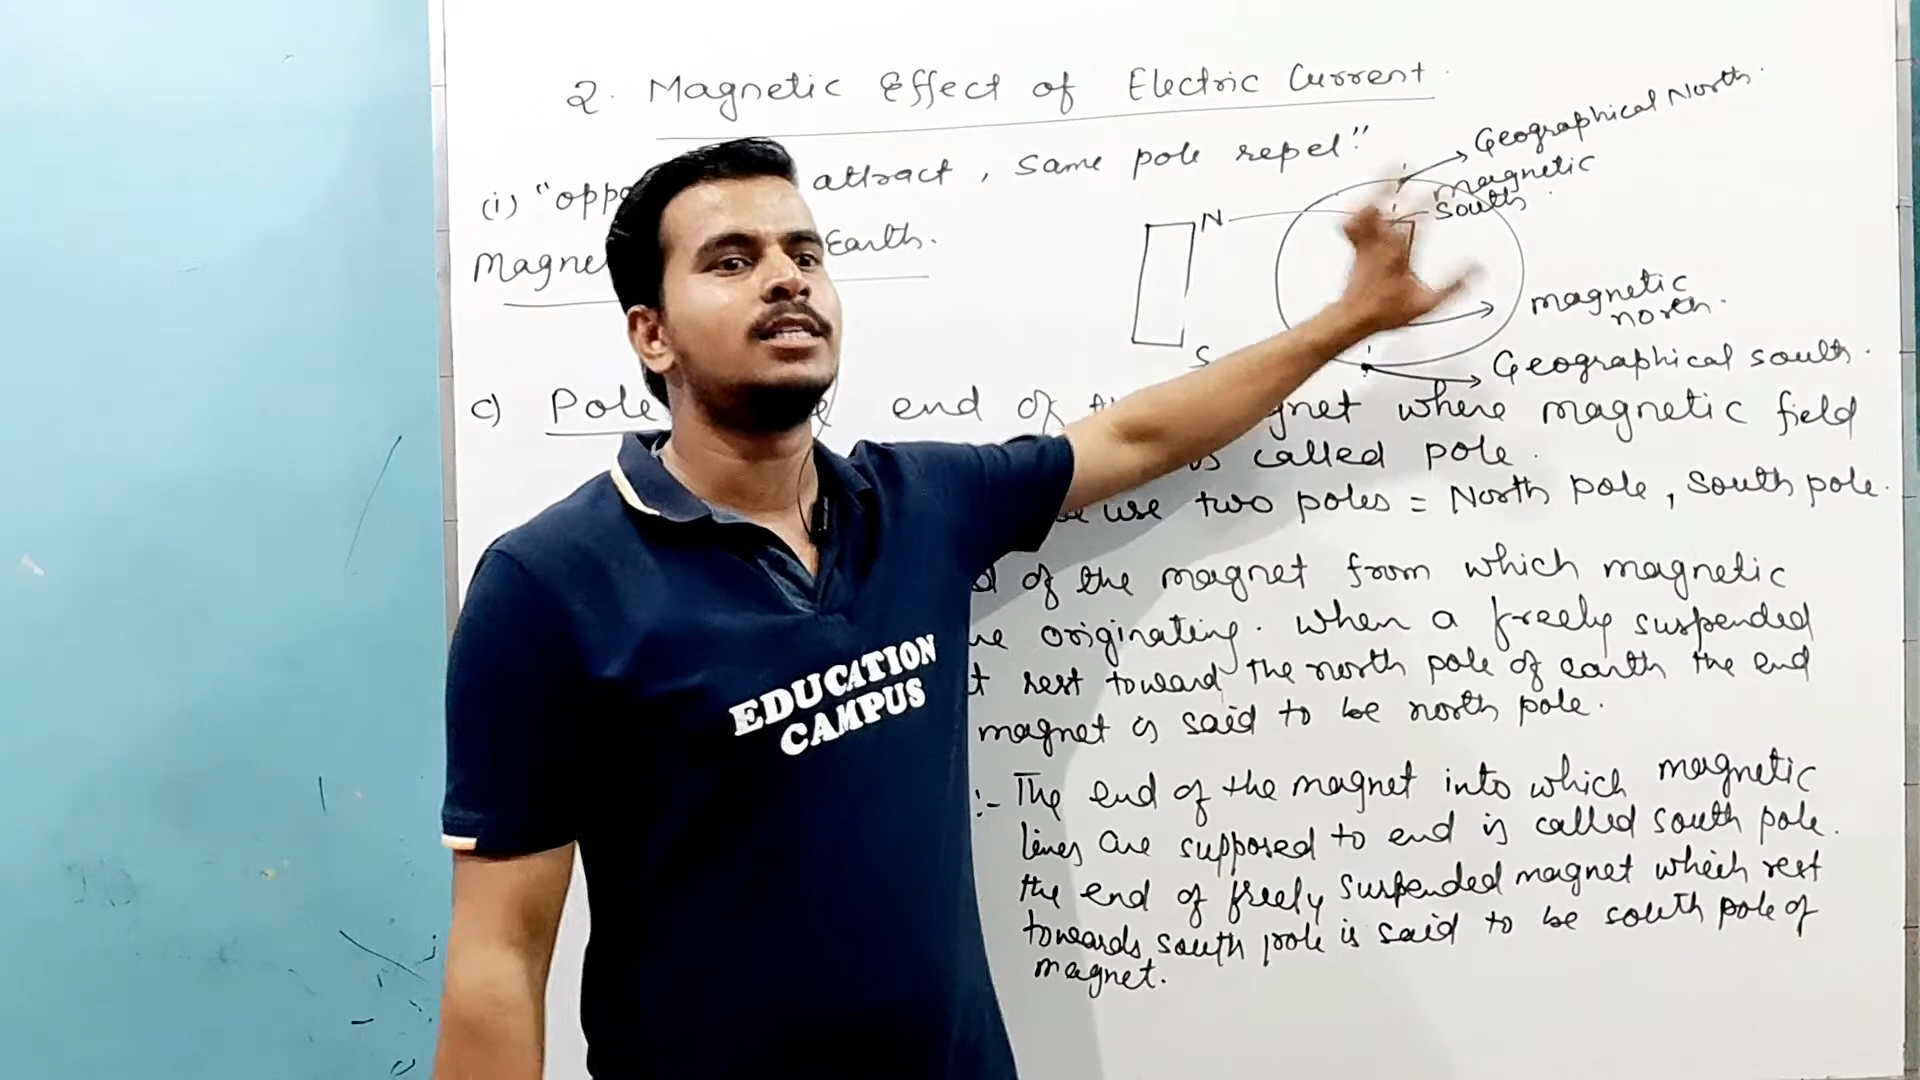 2. Magnetic Effect of Electric Current
(i) "oppo attract, same pole repel"
Magne Earth.
Geographical North
magnetic
south
N
S
magnetic
north.
Geographical south.
c) Pole end of gnet where magnetic field
is called pole.
use two poles = North pole, South pole.
of the magnet from which magnetic
originating. When a freely suspended
rest toward the north pole of earth the end
magnet is said to be north pole.
:- The end of the magnet into which magnetic
lines are supposed to end is called south pole.
the end of freely suspended magnet which rest
towards south pole is said to be south pole of
magnet.
EDUCATION
CAMPUS